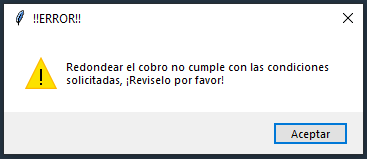 !!ERROR!!
Redondear el cobro no cumple con las condiciones
solicitadas, ¡Reviselo por favor!
Aceptar